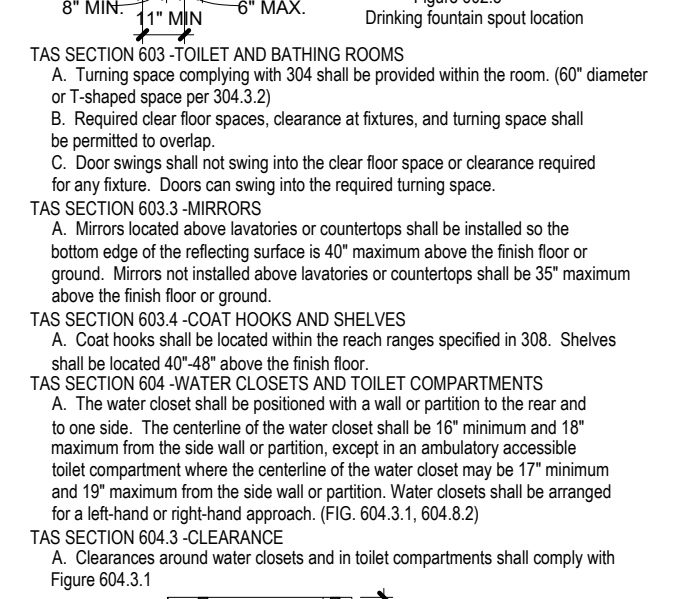 Figure 602.5
8" MIN.
6" MAX.
11" MIN
Drinking fountain spout location
TAS SECTION 603 -TOILET AND BATHING ROOMS
A. Turning space complying with 304 shall be provided within the room. (60" diameter
or T-shaped space per 304.3.2)
B. Required clear floor spaces, clearance at fixtures, and turning space shall
be permitted to overlap.
C. Door swings shall not swing into the clear floor space or clearance required
for any fixture. Doors can swing into the required turning space.
TAS SECTION 603.3 -MIRRORS
A. Mirrors located above lavatories or countertops shall be installed so the
bottom edge of the reflecting surface is 40" maximum above the finish floor or
ground. Mirrors not installed above lavatories or countertops shall be 35" maximum
above the finish floor or ground.
TAS SECTION 603.4 -COAT HOOKS AND SHELVES
A. Coat hooks shall be located within the reach ranges specified in 308. Shelves
shall be located 40"-48" above the finish floor.
TAS SECTION 604 -WATER CLOSETS AND TOILET COMPARTMENTS
A. The water closet shall be positioned with a wall or partition to the rear and
to one side. The centerline of the water closet shall be 16" minimum and 18"
maximum from the side wall or partition, except in an ambulatory accessible
toilet compartment where the centerline of the water closet may be 17" minimum
and 19" maximum from the side wall or partition. Water closets shall be arranged
for a left-hand or right-hand approach. (FIG. 604.3.1, 604.8.2)
TAS SECTION 604.3 -CLEARANCE
A. Clearances around water closets and in toilet compartments shall comply with
Figure 604.3.1